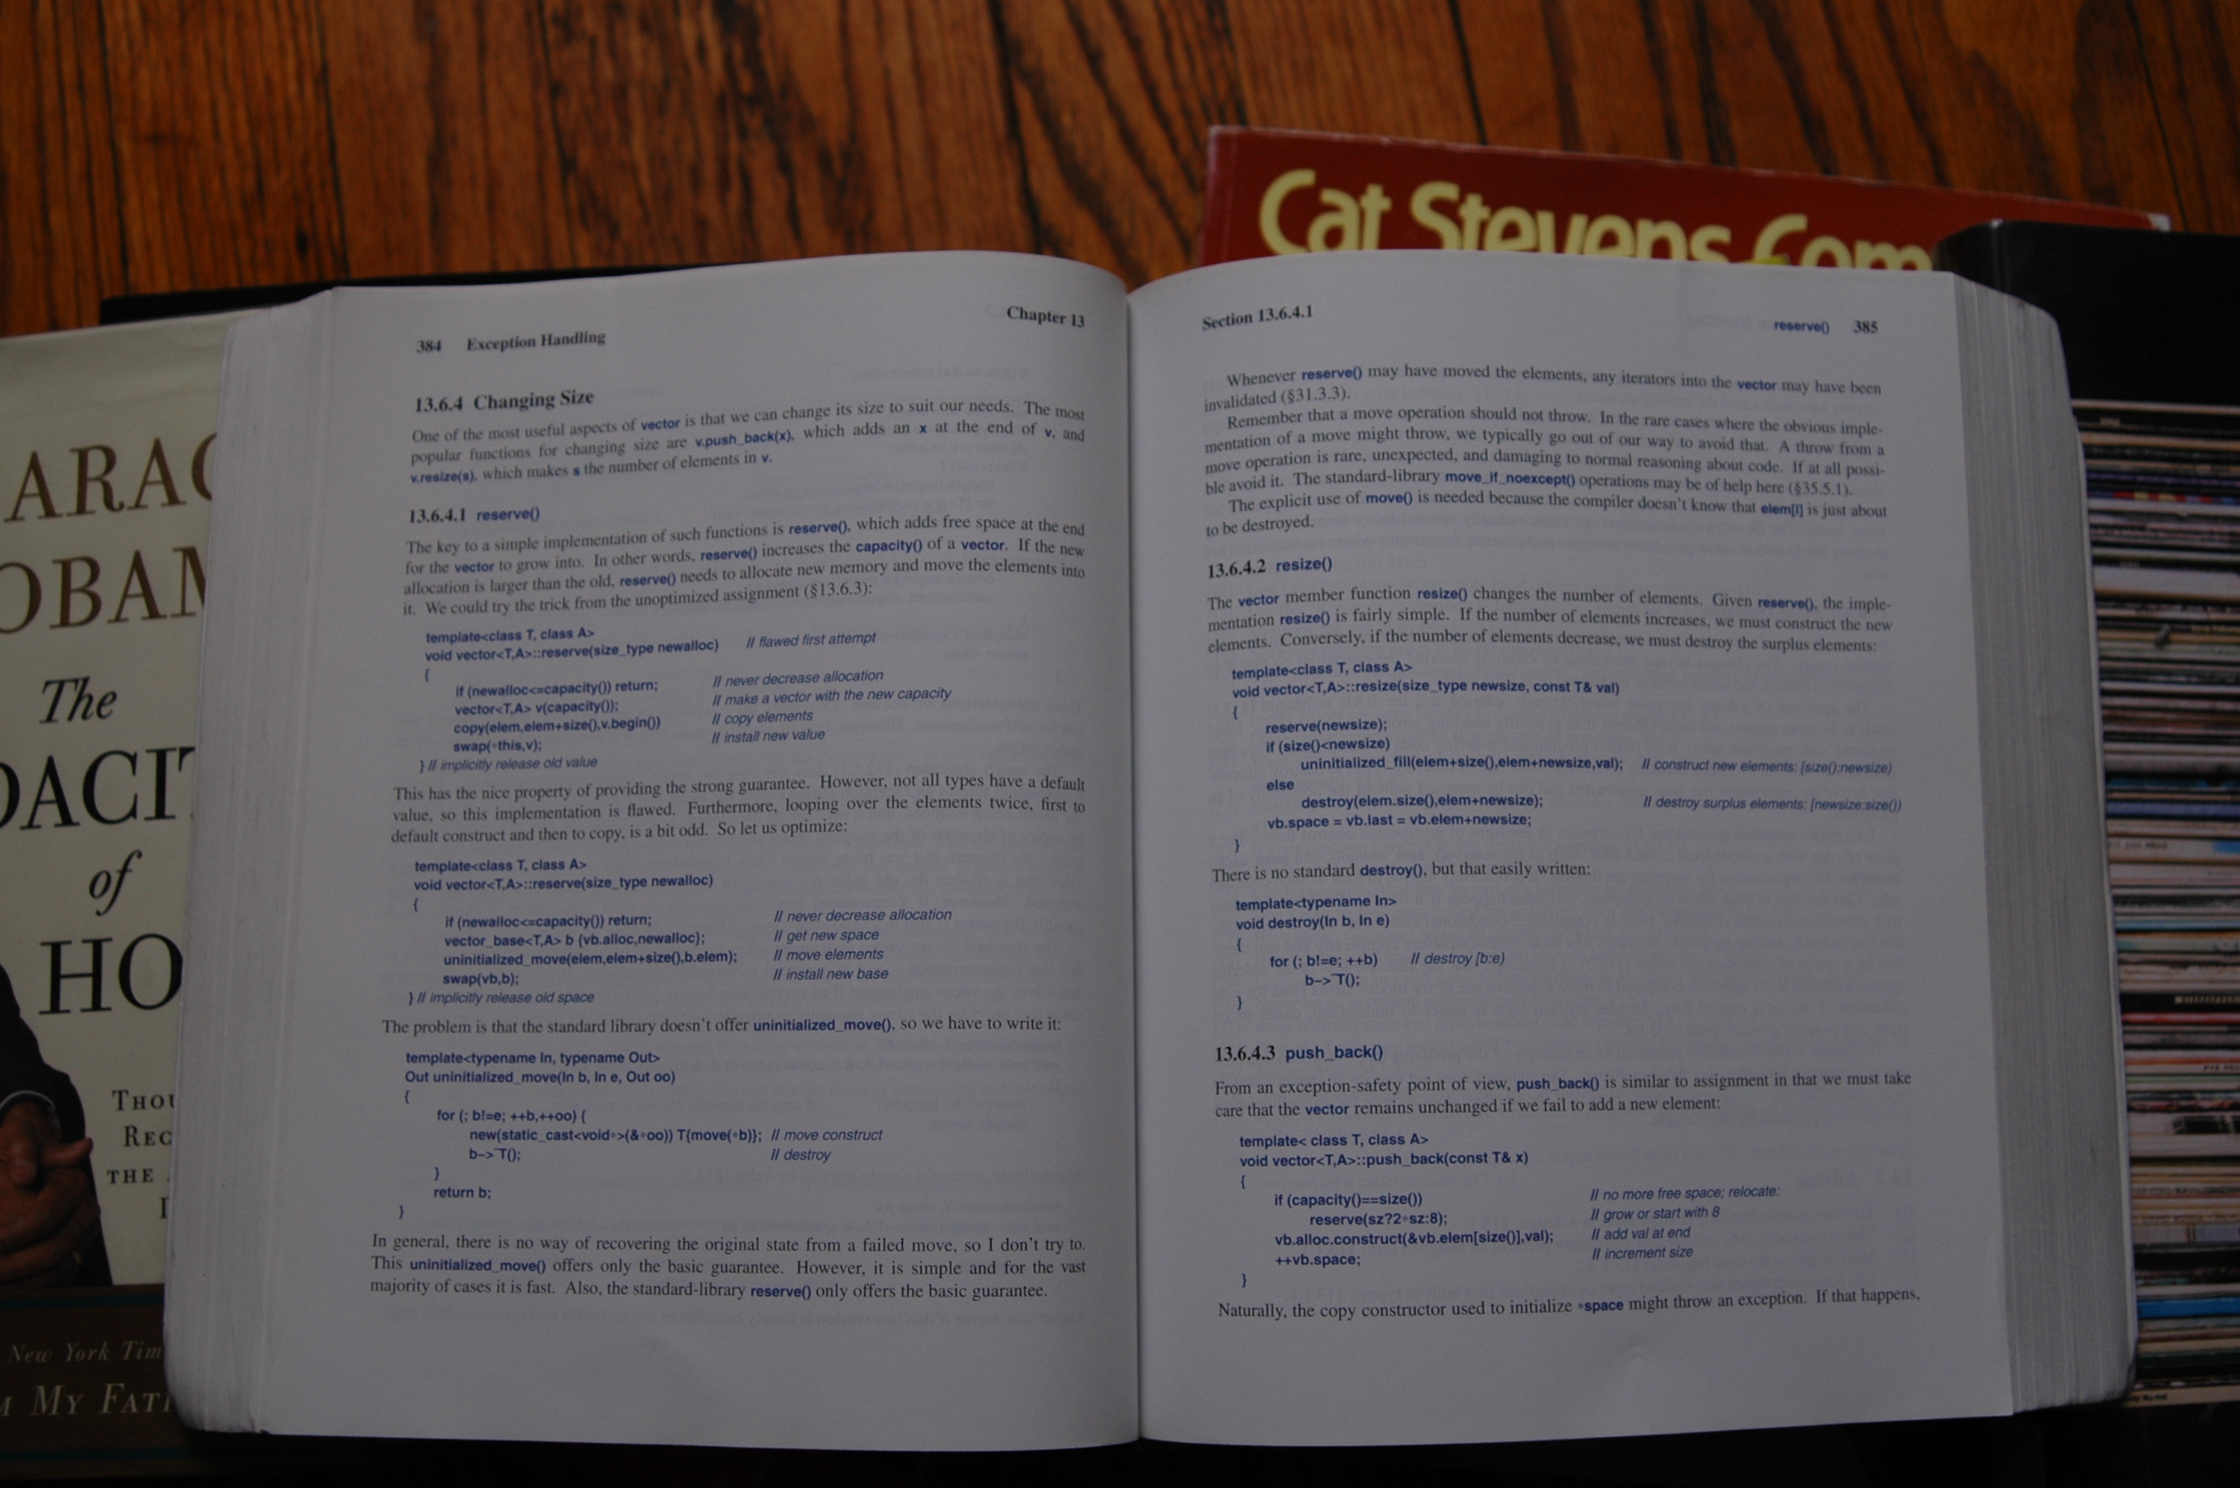 384 Exception Handling Chapter 13
13.6.4 Changing Size
One of the most useful aspects of vector is that we can change its size to suit our needs. The most
popular functions for changing size are v.push_back(x), which adds an x at the end of v, and
v.resize(s), which makes s the number of elements in v.
13.6.4.1 reserve()
The key to a simple implementation of such functions is reserve(), which adds free space at the end
for the vector to grow into. In other words, reserve() increases the capacity() of a vector. If the new
allocation is larger than the old, reserve() needs to allocate new memory and move the elements into
it. We could try the trick from the unoptimized assignment (§13.6.3):
template<class T, class A>
void vector<T,A>::reserve(size_type newalloc) // flawed first attempt
{
if (newalloc<=capacity()) return; // never decrease allocation
vector<T,A> v(capacity()); // make a vector with the new capacity
copy(elem,elem+size(),v.begin()) // copy elements
swap(*this,v); // install new value
} // implicitly release old value
This has the nice property of providing the strong guarantee. However, not all types have a default
value, so this implementation is flawed. Furthermore, looping over the elements twice, first to
default construct and then to copy, is a bit odd. So let us optimize:
template<class T, class A>
void vector<T,A>::reserve(size_type newalloc)
{
if (newalloc<=capacity()) return; // never decrease allocation
vector_base<T,A> b {vb.alloc,newalloc}; // get new space
uninitialized_move(elem,elem+size(),b.elem); // move elements
swap(vb,b); // install new base
} // implicitly release old space
The problem is that the standard library doesn't offer uninitialized_move(), so we have to write it:
template<typename In, typename Out>
Out uninitialized_move(In b, In e, Out oo)
{
for (; b!=e; ++b,++oo) {
new(static_cast<void*>(&*oo)) T{move(*b)}; // move construct
b->~T(); // destroy
}
return b;
}
In general, there is no way of recovering the original state from a failed move, so I don't try to.
This uninitialized_move() offers only the basic guarantee. However, it is simple and for the vast
majority of cases it is fast. Also, the standard-library reserve() only offers the basic guarantee.
Section 13.6.4.1 reserve() 385
Whenever reserve() may have moved the elements, any iterators into the vector may have been
invalidated (§31.3.3).
Remember that a move operation should not throw. In the rare cases where the obvious imple-
mentation of a move might throw, we typically go out of our way to avoid that. A throw from a
move operation is rare, unexpected, and damaging to normal reasoning about code. If at all possi-
ble avoid it. The standard-library move_if_noexcept() operations may be of help here (§35.5.1).
The explicit use of move() is needed because the compiler doesn't know that elem[i] is just about
to be destroyed.
13.6.4.2 resize()
The vector member function resize() changes the number of elements. Given reserve(), the imple-
mentation resize() is fairly simple. If the number of elements increases, we must construct the new
elements. Conversely, if the number of elements decrease, we must destroy the surplus elements:
template<class T, class A>
void vector<T,A>::resize(size_type newsize, const T& val)
{
reserve(newsize);
if (size()<newsize)
uninitialized_fill(elem+size(),elem+newsize,val); // construct new elements: [size():newsize)
else
destroy(elem.size(),elem+newsize); // destroy surplus elements: [newsize:size())
vb.space = vb.last = vb.elem+newsize;
}
There is no standard destroy(), but that easily written:
template<typename In>
void destroy(In b, In e)
{
for (; b!=e; ++b) // destroy [b:e)
b->~T();
}
13.6.4.3 push_back()
From an exception-safety point of view, push_back() is similar to assignment in that we must take
care that the vector remains unchanged if we fail to add a new element:
template< class T, class A>
void vector<T,A>::push_back(const T& x)
{
if (capacity()==size()) // no more free space; relocate:
reserve(sz?2*sz:8); // grow or start with 8
vb.alloc.construct(&vb.elem[size()],val); // add val at end
++vb.space; // increment size
}
Naturally, the copy constructor used to initialize *space might throw an exception. If that happens,
Cat Stevens Com
ARAC
OBAM
The
DACIT
of
HO
THOU
REC
THE
New York Tim
MY FATH